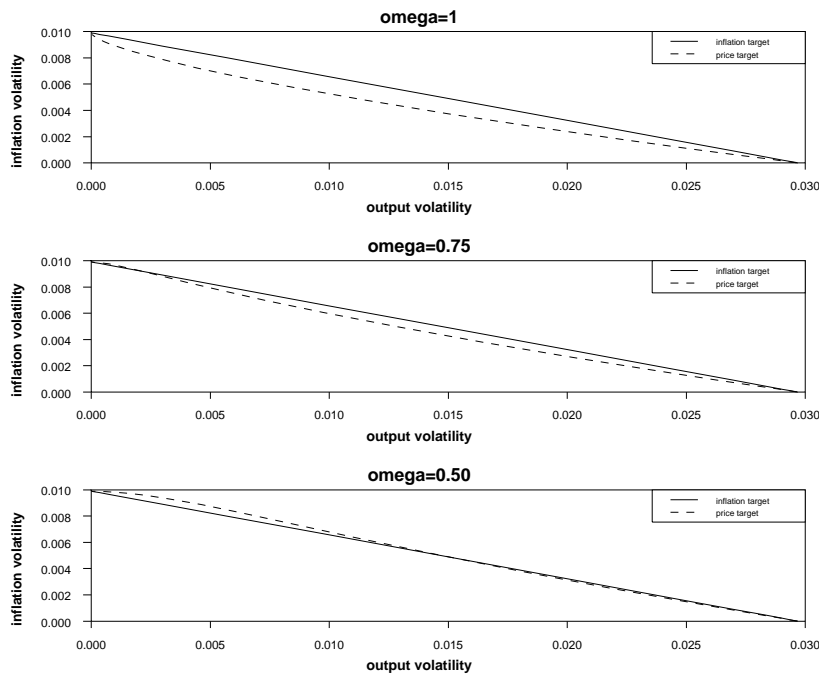 omega=1
inflation volatility
0.010
0.008
0.006
0.004
0.002
0.000
inflation target
price target
0.000 0.005 0.010 0.015 0.020 0.025 0.030
output volatility
omega=0.75
inflation volatility
0.010
0.008
0.006
0.004
0.002
0.000
inflation target
price target
0.000 0.005 0.010 0.015 0.020 0.025 0.030
output volatility
omega=0.50
inflation volatility
0.010
0.008
0.006
0.004
0.002
0.000
inflation target
price target
0.000 0.005 0.010 0.015 0.020 0.025 0.030
output volatility